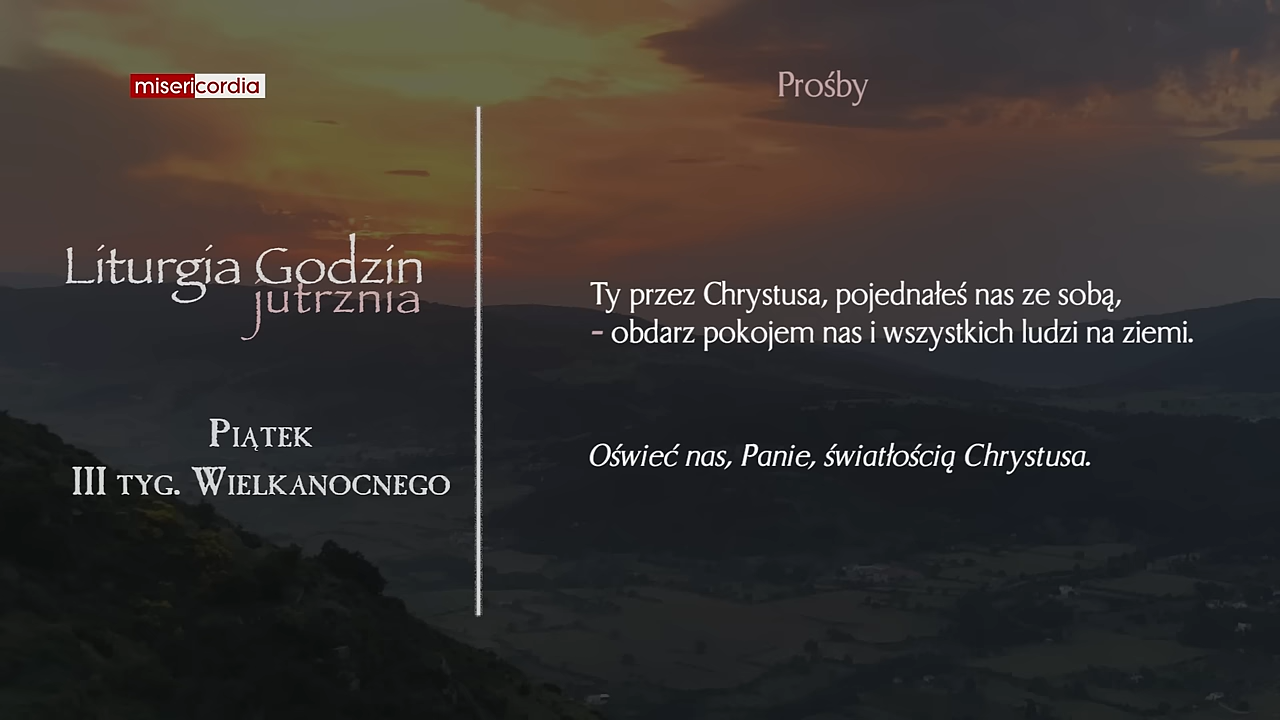 misericordia
Prośby
Liturgia Godzin
jutrznia
Piątek
III tyg. Wielkanocnego
Ty przez Chrystusa, pojednałeś nas ze sobą,
- obdarz pokojem nas i wszystkich ludzi na ziemi.
Oświeć nas, Panie, światłością Chrystusa.